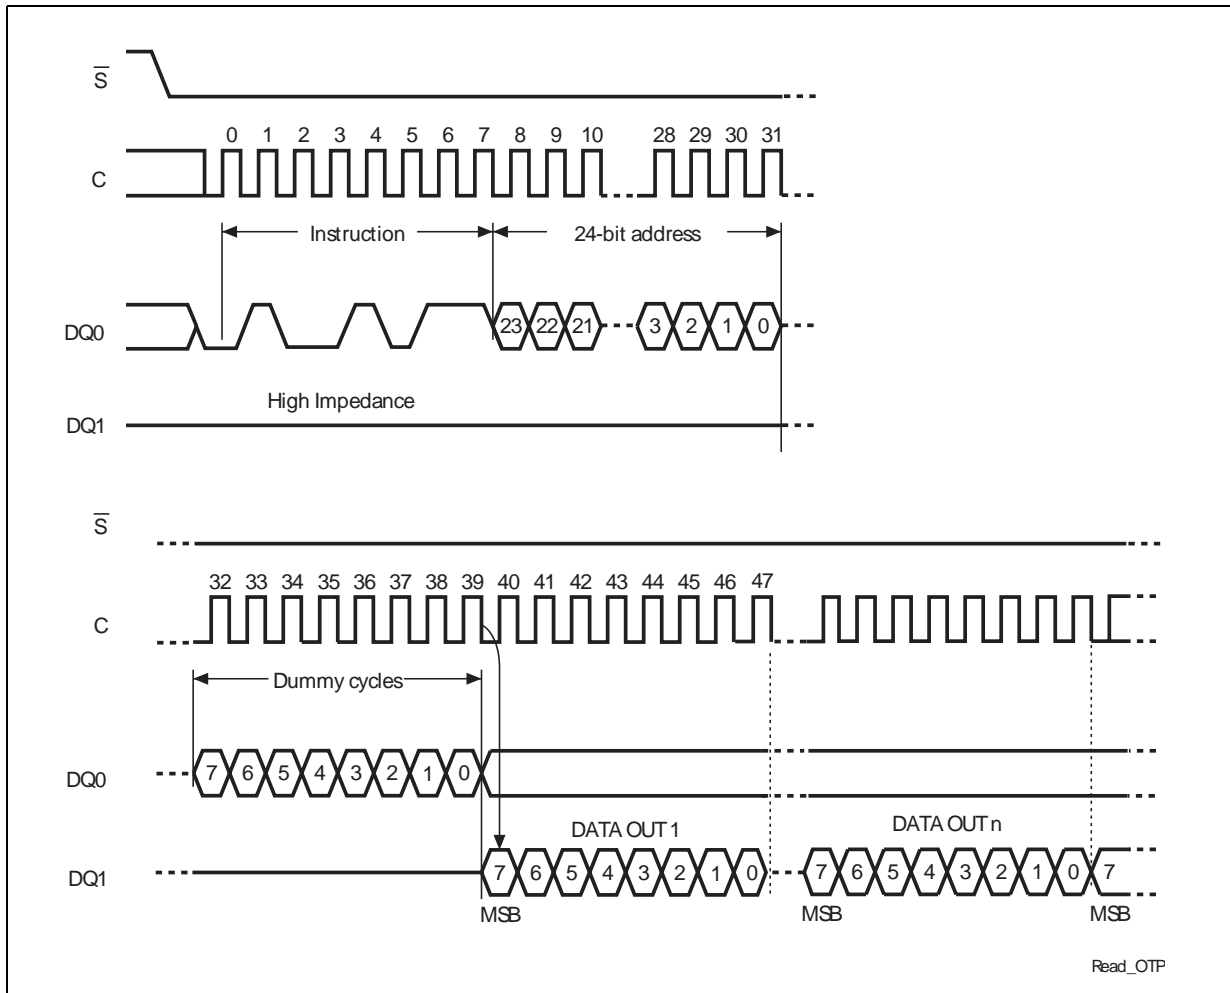 S
0 1 2 3 4 5 6 7 8 9 10 28 29 30 31
C
Instruction 24-bit address
DQ0
23 22 21 3 2 1 0
High Impedance
DQ1
S
32 33 34 35 36 37 38 39 40 41 42 43 44 45 46 47
C
Dummy cycles
DQ0
7 6 5 4 3 2 1 0
DATA OUT 1 DATA OUT n
DQ1
7 6 5 4 3 2 1 0 7 6 5 4 3 2 1 0 7
MSB MSB MSB
Read_OTP